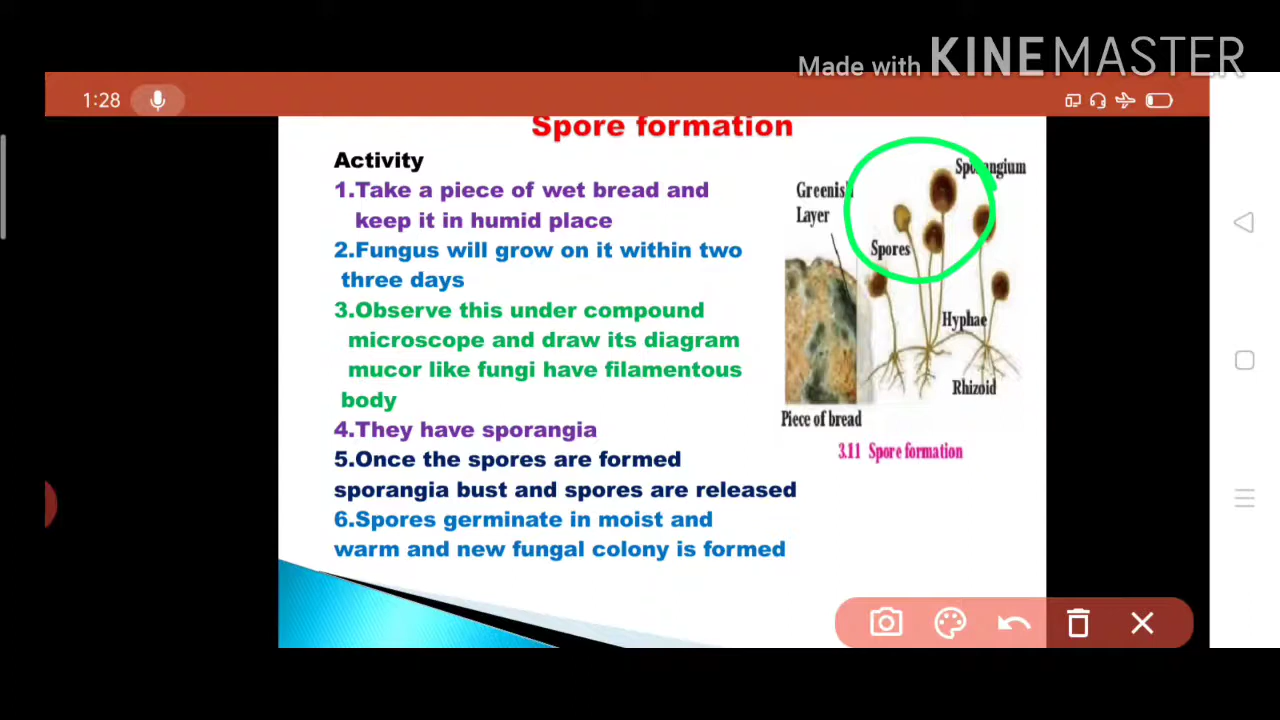 Made with KINEMASTER
1:28
Spore formation
Activity
1.Take a piece of wet bread and
keep it in humid place
2.Fungus will grow on it within two
three days
3.Observe this under compound
microscope and draw its diagram
mucor like fungi have filamentous
body
4.They have sporangia
5.Once the spores are formed
sporangia bust and spores are released
6.Spores germinate in moist and
warm and new fungal colony is formed
Sporangium
Greenish
Layer
Spores
Hyphae
Rhizoid
Piece of bread
3.11 Spore formation